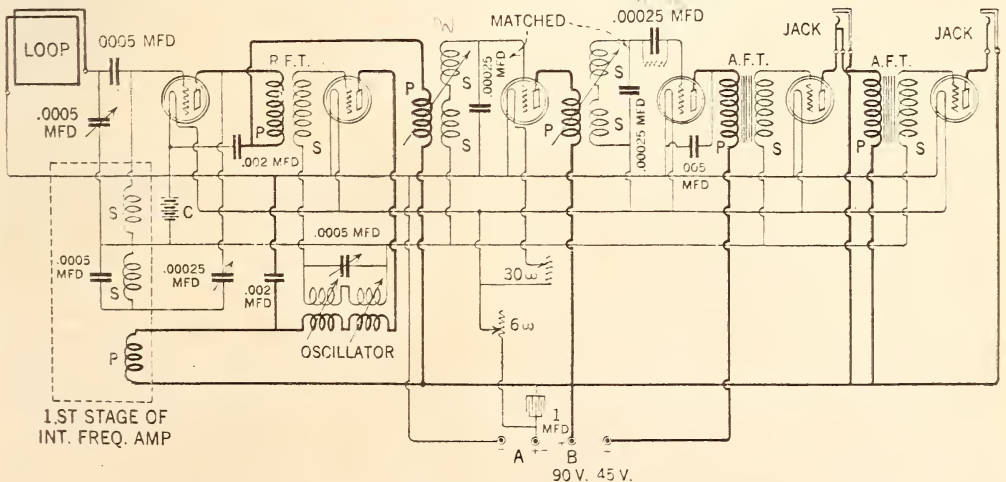 LOOP
0005 MFD
.0005
MFD
R.F.T.
P
S
.002 MFD
C
S
S
.0005
MFD
.00025
MFD
.002
MFD
.0005 MFD
OSCILLATOR
P
1,ST STAGE OF
INT. FREQ. AMP
P
S
S
.00025
MFD
MATCHED
P
S
S
.00025 MFD
.00025 MFD
005
MFD
A.F.T.
P
S
JACK
A.F.T.
P
S
JACK
30 ω
6 ω
1
MFD
- A + - + B -
90 V. 45 V.